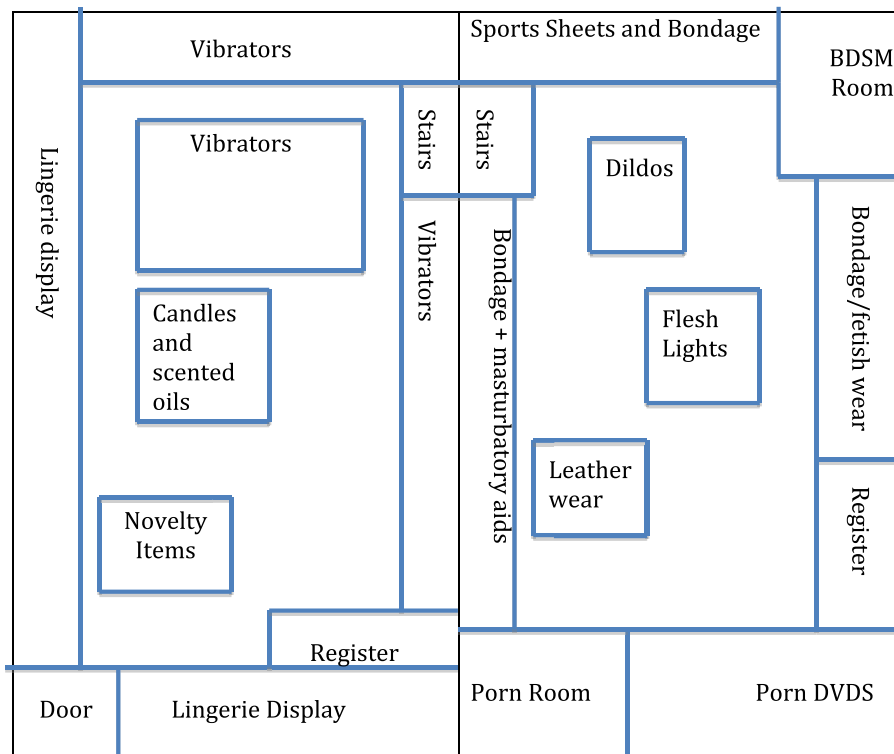 Vibrators
Vibrators
Stairs
Lingerie display
Vibrators
Candles
and
scented
oils
Novelty
Items
Register
Door
Lingerie Display
Sports Sheets and Bondage
BDSM
Room
Stairs
Dildos
Bondage + masturbatory aids
Flesh
Lights
Bondage/fetish wear
Leather
wear
Register
Porn Room
Porn DVDS